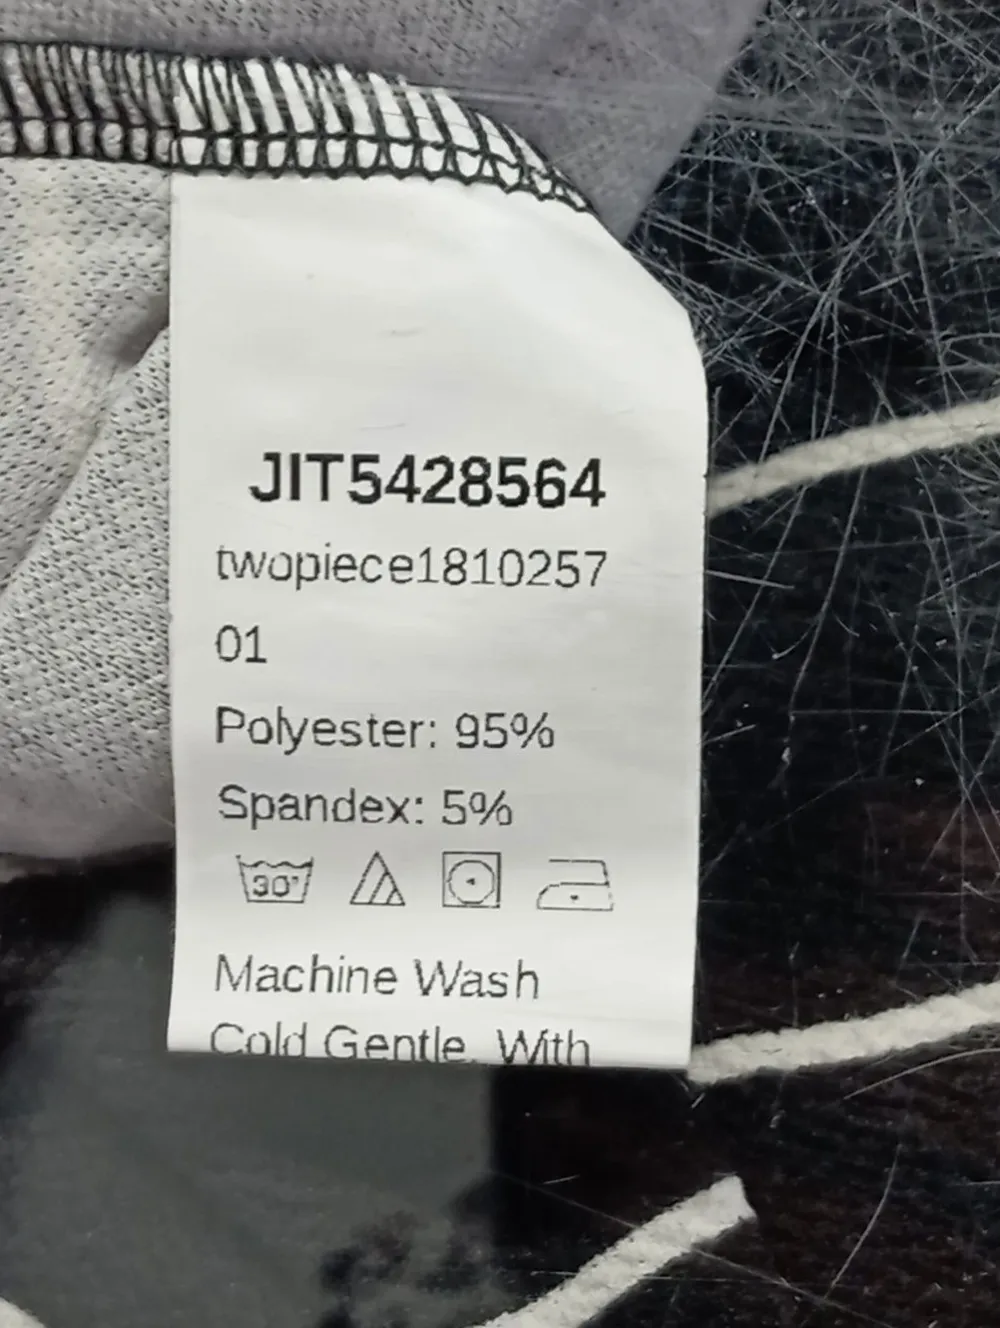 JIT5428564
twopiece1810257
01
Polyester: 95%
Spandex: 5%
30°
Machine Wash
Cold Gentle. With